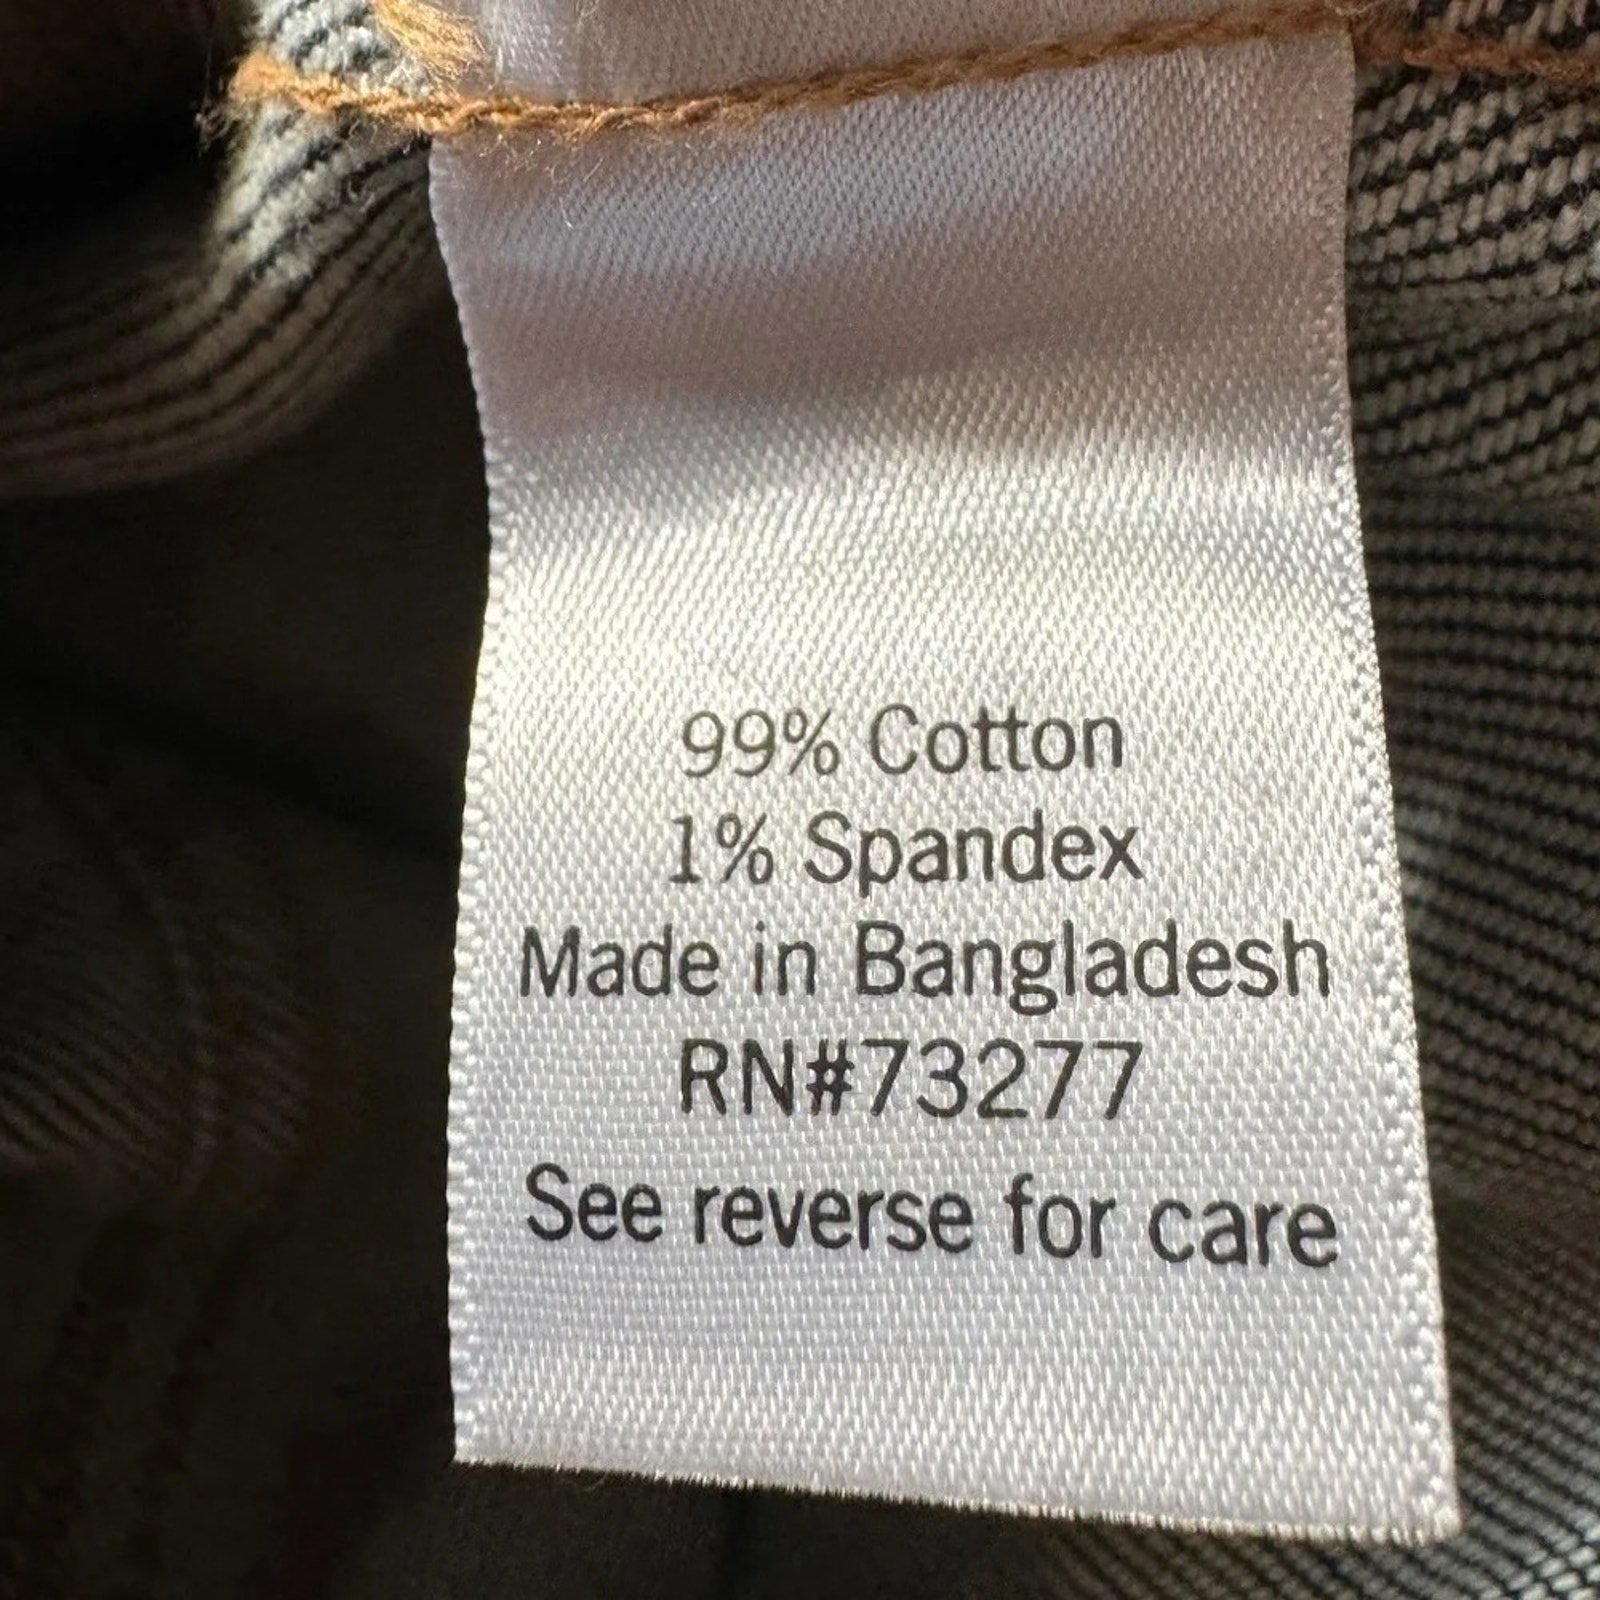 99% Cotton
1% Spandex
Made in Bangladesh
RN#73277
See reverse for care